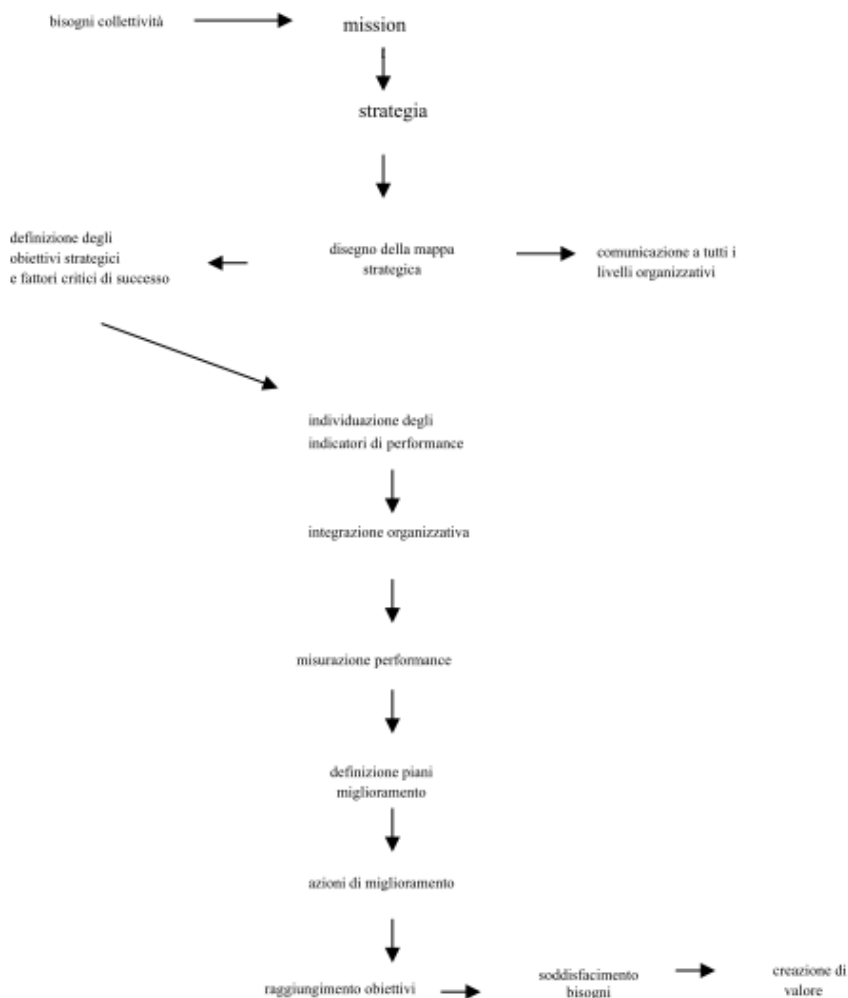 bisogni collettività
mission
strategia
definizione degli
obiettivi strategici
e fattori critici di successo
disegno della mappa
strategica
comunicazione a tutti i
livelli organizzativi
individuazione degli
indicatori di performance
integrazione organizzativa
misurazione performance
definizione piani
miglioramento
azioni di miglioramento
raggiungimento obiettivi
soddisfacimento
bisogni
creazione di
valore